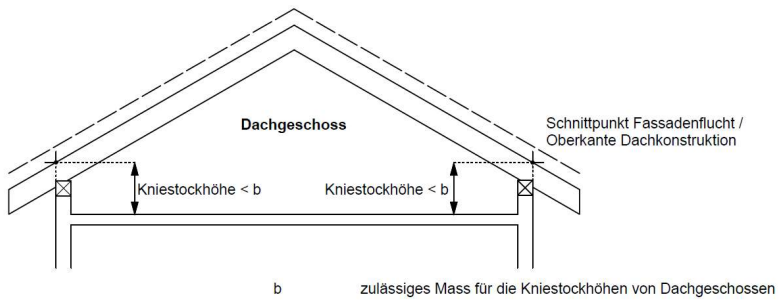 Dachgeschoss
Schnittpunkt Fassadenflucht /
Oberkante Dachkonstruktion
Kniestockhöhe < b
Kniestockhöhe < b
b zulässiges Mass für die Kniestockhöhen von Dachgeschossen